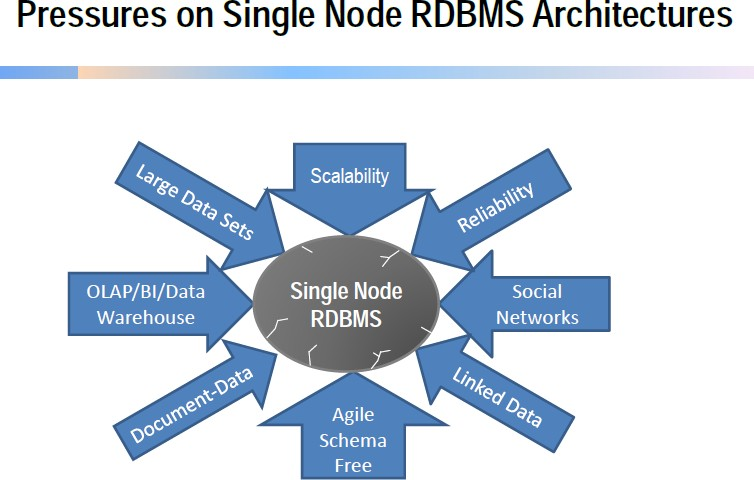 Pressures on Single Node RDBMS Architectures
Large Data Sets
Scalability
Reliability
OLAP/BI/Data
Warehouse
Single Node
RDBMS
Social
Networks
Document-Data
Agile
Schema
Free
Linked Data